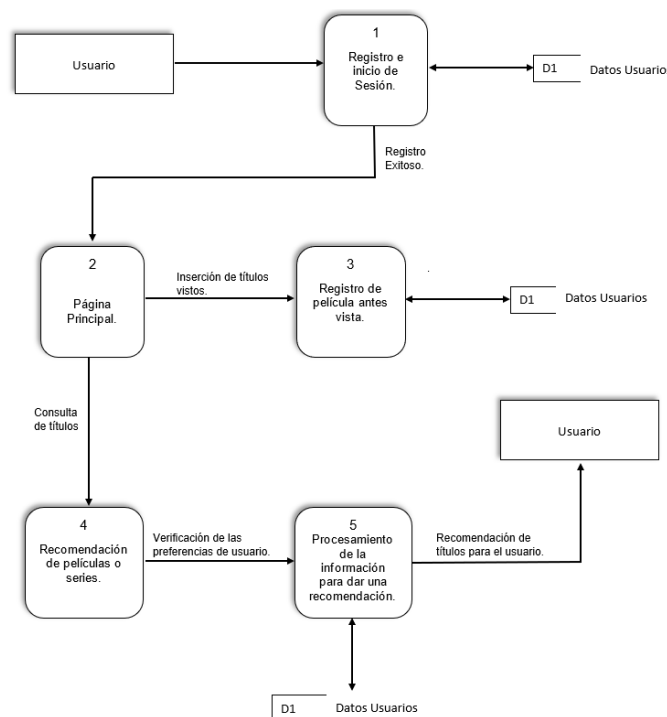 Usuario
1
Registro e
inicio de
Sesión.
D1
Datos Usuario
Registro
Exitoso.
2
Página
Principal.
Inserción de títulos
vistos.
3
Registro de
película antes
vista.
D1
Datos Usuarios
Consulta
de títulos
Usuario
4
Recomendación
de películas o
series.
Verificación de las
preferencias de usuario.
5
Procesamiento
de la
información
para dar una
recomendación.
Recomendación de
títulos para el usuario.
D1
Datos Usuarios